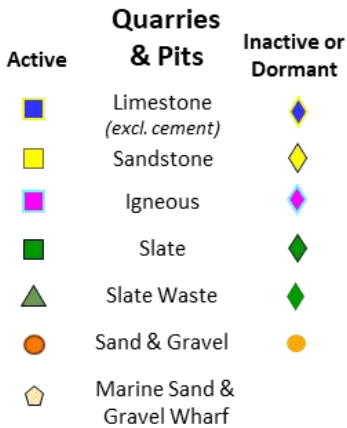 Quarries
& Pits
Active
Inactive or
Dormant
Limestone
(excl. cement)
Sandstone
Igneous
Slate
Slate Waste
Sand & Gravel
Marine Sand &
Gravel Wharf